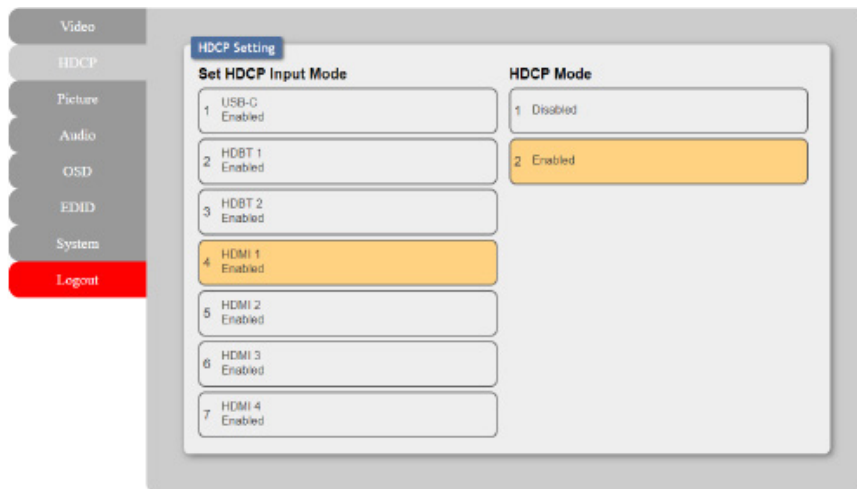 Video
HDCP
Picture
Audio
OSD
EDID
System
Logout
HDCP Setting
Set HDCP Input Mode
1 USB-C
Enabled
2 HDBT 1
Enabled
3 HDBT 2
Enabled
4 HDMI 1
Enabled
5 HDMI 2
Enabled
6 HDMI 3
Enabled
7 HDMI 4
Enabled
HDCP Mode
1 Disabled
2 Enabled